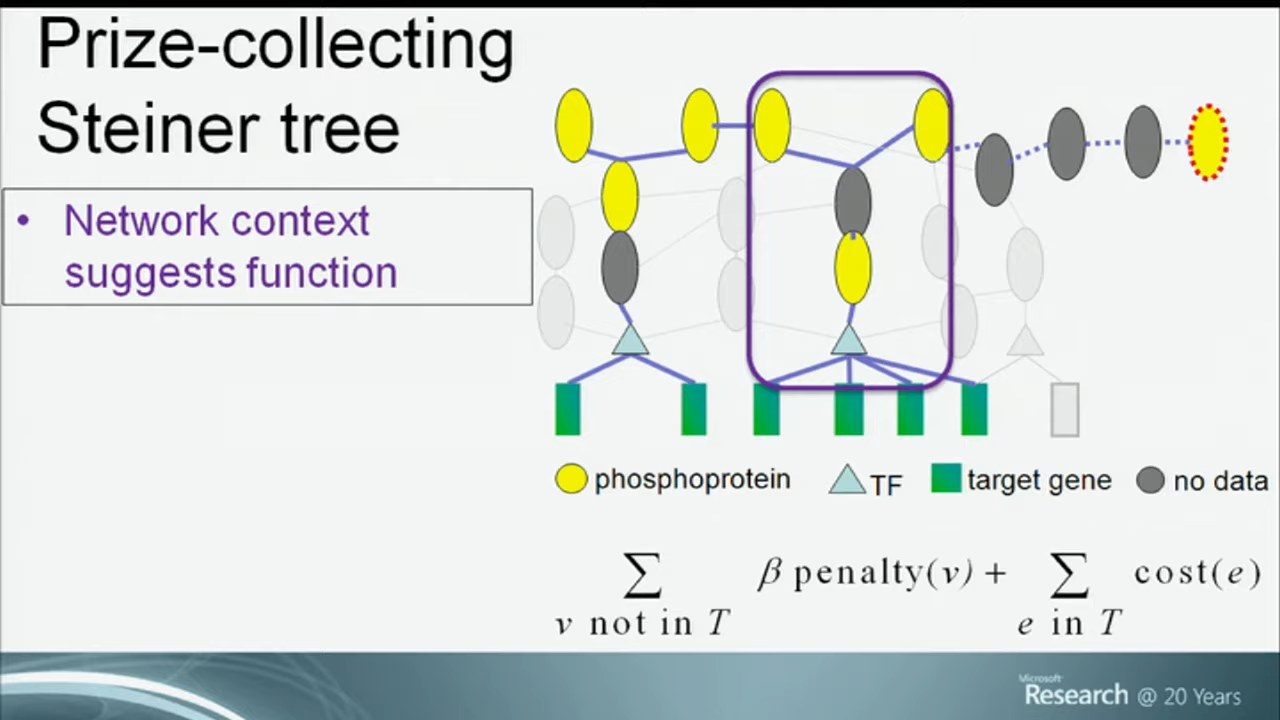 Prize-collecting
Steiner tree
• Network context
suggests function
phosphoprotein TF target gene no data
∑ β penalty(v) + ∑ cost(e)
v not in T e in T
Microsoft
Research @ 20 Years